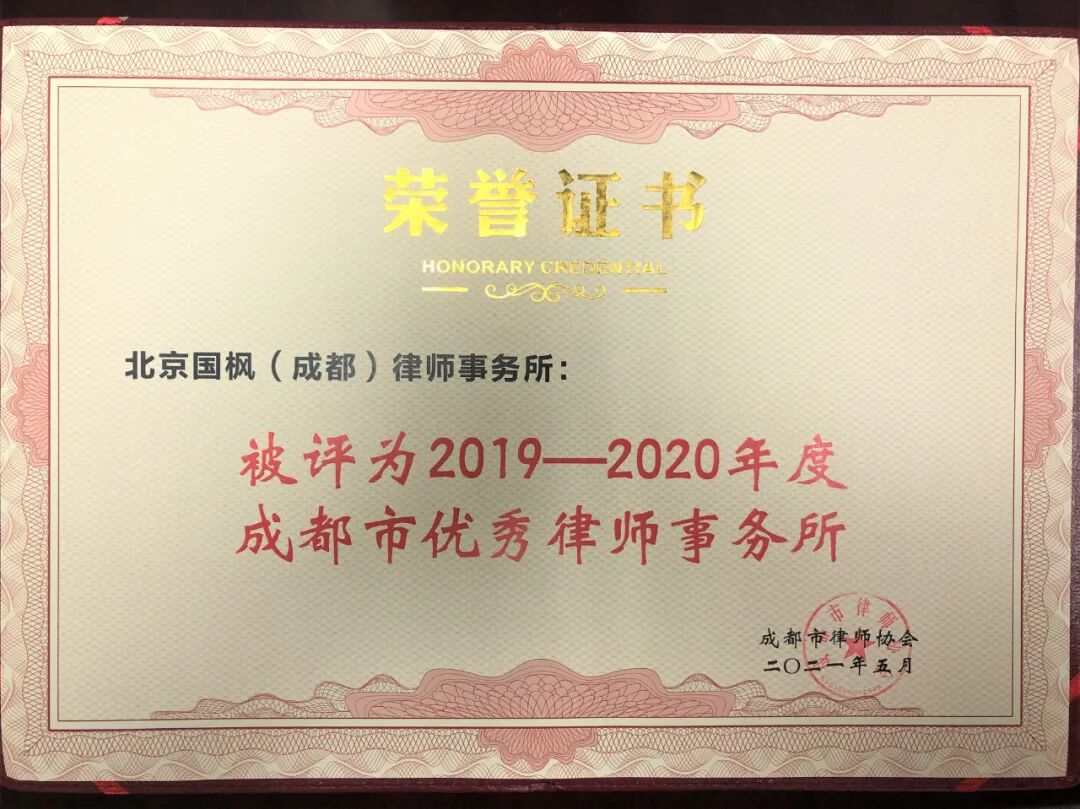 荣誉证书
HONORARY CREDENTIAL
北京国枫（成都）律师事务所：
被评为2019—2020年度
成都市优秀律师事务所
成都市律师协会
二〇二一年五月